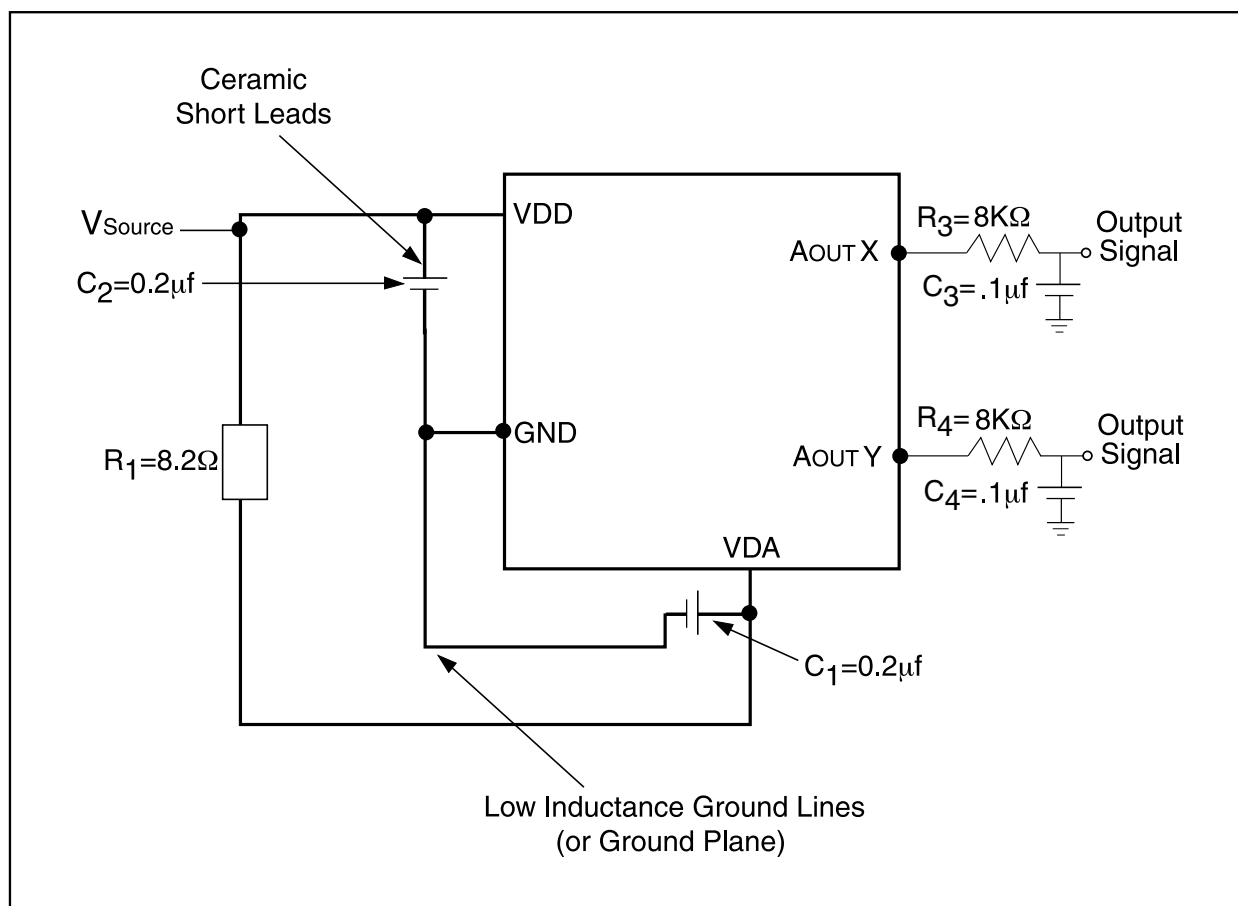 Ceramic
Short Leads
VSource
VDD
C2=0.2μf
R1=8.2Ω
GND
AOUT X
R3=8KΩ
C3=.1μf
Output
Signal
AOUT Y
R4=8KΩ
C4=.1μf
Output
Signal
VDA
C1=0.2μf
Low Inductance Ground Lines
(or Ground Plane)